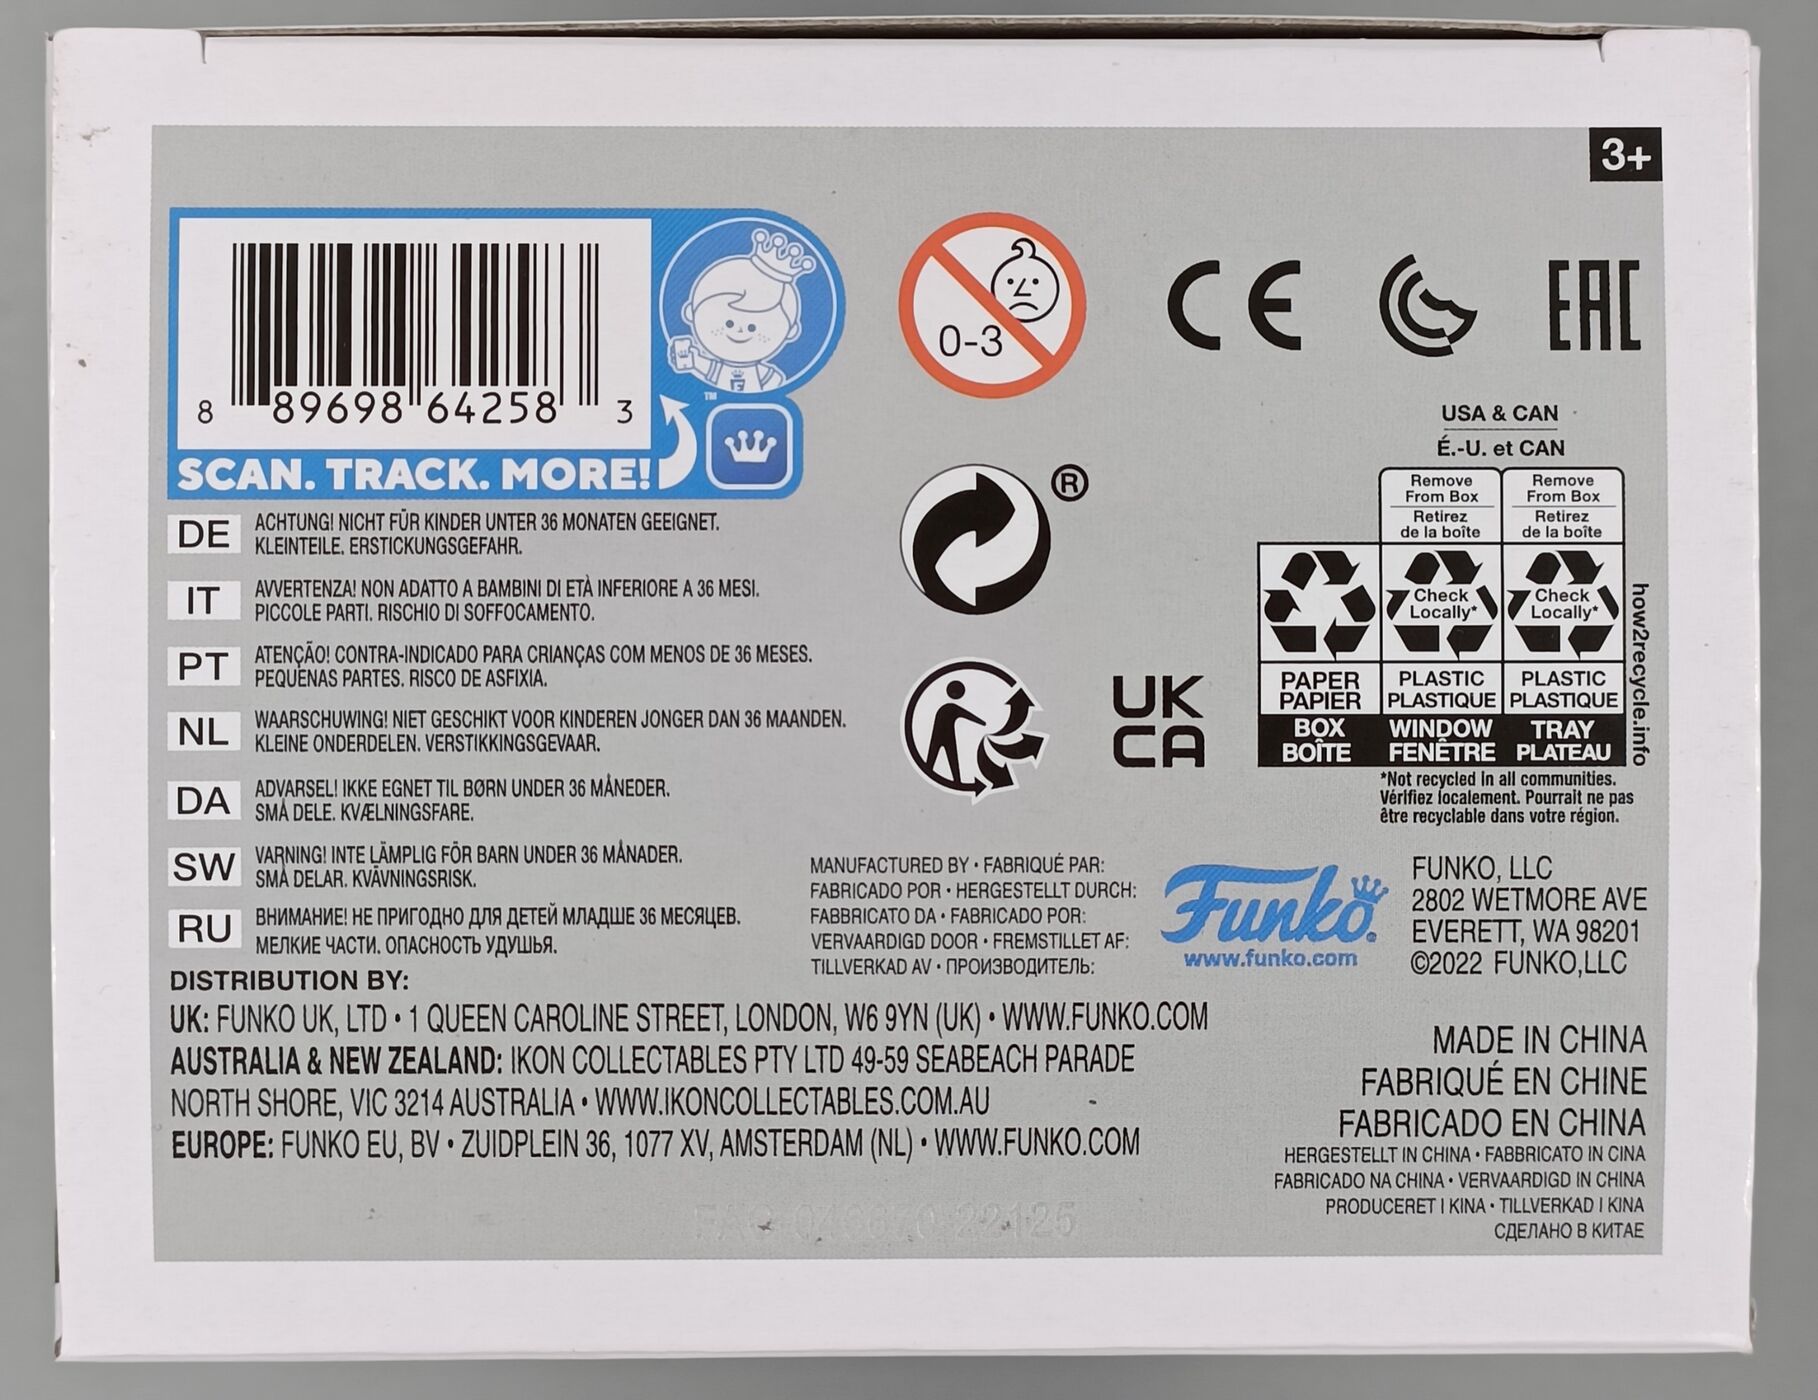 3+
8 89698 64258 3
™
SCAN. TRACK. MORE!
DE ACHTUNG! NICHT FÜR KINDER UNTER 36 MONATEN GEEIGNET.
KLEINTEILE. ERSTICKUNGSGEFAHR.
IT AVVERTENZA! NON ADATTO A BAMBINI DI ETÀ INFERIORE A 36 MESI.
PICCOLE PARTI. RISCHIO DI SOFFOCAMENTO.
PT ATENÇÃO! CONTRA-INDICADO PARA CRIANÇAS COM MENOS DE 36 MESES.
PEQUENAS PARTES. RISCO DE ASFIXIA.
NL WAARSCHUWING! NIET GESCHIKT VOOR KINDEREN JONGER DAN 36 MAANDEN.
KLEINE ONDERDELEN. VERSTIKKINGSGEVAAR.
DA ADVARSEL! IKKE EGNET TIL BØRN UNDER 36 MÅNEDER.
SMÅ DELE. KVÆLNINGSFARE.
SW VARNING! INTE LÄMPLIG FÖR BARN UNDER 36 MÅNADER.
SMÅ DELAR. KVÄVNINGSRISK.
RU ВНИМАНИЕ! НЕ ПРИГОДНО ДЛЯ ДЕТЕЙ МЛАДШЕ 36 МЕСЯЦЕВ.
МЕЛКИЕ ЧАСТИ. ОПАСНОСТЬ УДУШЬЯ.
0-3
CE
EAC
®
UK
CA
USA & CAN
É.-U. et CAN
Remove
From Box
Retirez
de la boîte
Remove
From Box
Retirez
de la boîte
Check
Locally*
Check
Locally*
PAPER
PAPIER
PLASTIC
PLASTIQUE
PLASTIC
PLASTIQUE
BOX
BOÎTE
WINDOW
FENÊTRE
TRAY
PLATEAU
how2recycle.info
*Not recycled in all communities.
Vérifiez localement. Pourrait ne pas
être recyclable dans votre région.
MANUFACTURED BY • FABRIQUÉ PAR:
FABRICADO POR • HERGESTELLT DURCH:
FABBRICATO DA • FABRICADO POR:
VERVAARDIGD DOOR • FREMSTILLET AF:
TILLVERKAD AV • ПРОИЗВОДИТЕЛЬ:
Funko®
www.funko.com
FUNKO, LLC
2802 WETMORE AVE
EVERETT, WA 98201
©2022 FUNKO,LLC
DISTRIBUTION BY:
UK: FUNKO UK, LTD • 1 QUEEN CAROLINE STREET, LONDON, W6 9YN (UK) • WWW.FUNKO.COM
AUSTRALIA & NEW ZEALAND: IKON COLLECTABLES PTY LTD 49-59 SEABEACH PARADE
NORTH SHORE, VIC 3214 AUSTRALIA • WWW.IKONCOLLECTABLES.COM.AU
EUROPE: FUNKO EU, BV • ZUIDPLEIN 36, 1077 XV, AMSTERDAM (NL) • WWW.FUNKO.COM
MADE IN CHINA
FABRIQUÉ EN CHINE
FABRICADO EN CHINA
HERGESTELLT IN CHINA • FABBRICATO IN CINA
FABRICADO NA CHINA • VERVAARDIGD IN CHINA
PRODUCERET I KINA • TILLVERKAD I KINA
СДЕЛАНО В КИТАЕ